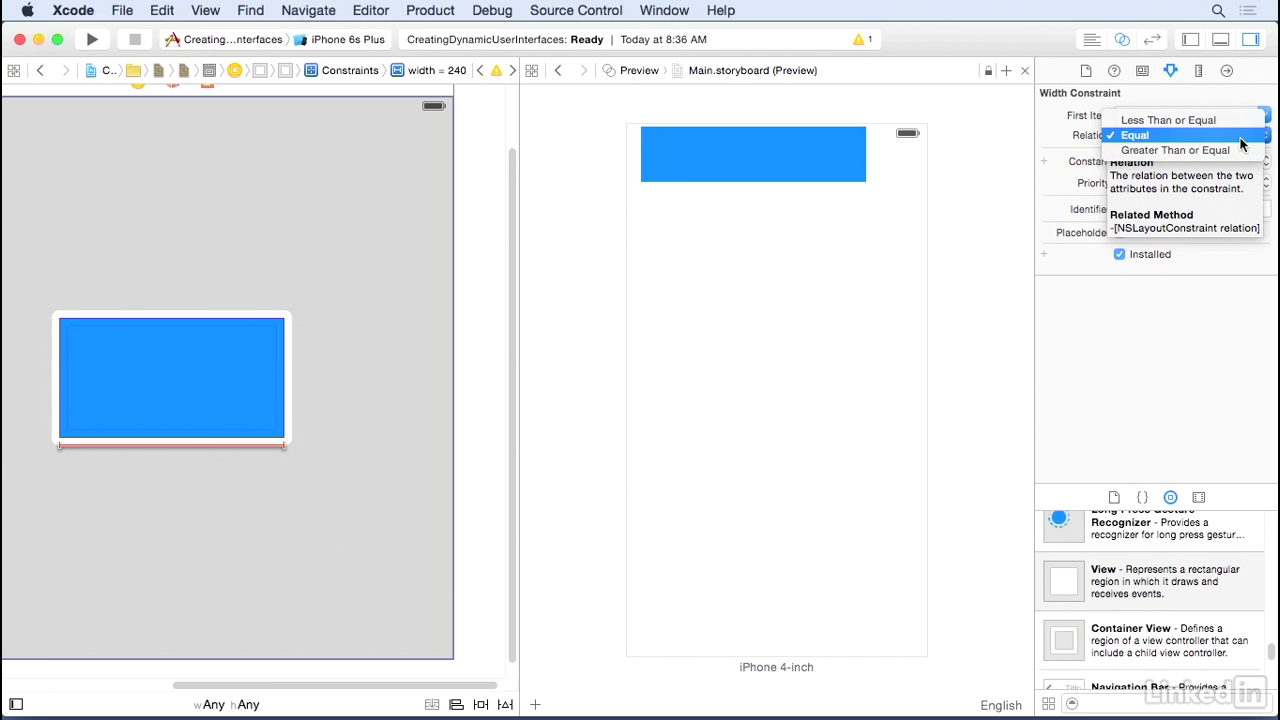 Xcode File Edit View Find Navigate Editor Product Debug Source Control Window Help
Creating...nterfaces iPhone 6s Plus CreatingDynamicUserInterfaces: Ready Today at 8:36 AM 1
C... Constraints width = 240 Preview Main.storyboard (Preview)
Width Constraint
First Ite
Less Than or Equal
Relatio Equal
Greater Than or Equal
Constan Relation
The relation between the two
Priority attributes in the constraint.
Identifie Related Method
Placeholde -[NSLayoutConstraint relation]
Installed
Long Press Gesture
Recognizer - Provides a
recognizer for long press gestur...
View - Represents a rectangular
region in which it draws and
receives events.
Container View - Defines a
region of a view controller that can
include a child view controller.
iPhone 4-inch
Title Navigation Bar - Provides a
wAny hAny English
Linked in